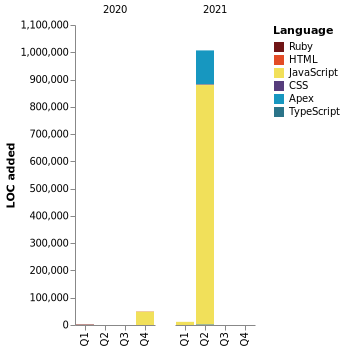 2020 2021
1,100,000
1,000,000
900,000
800,000
700,000
600,000
500,000
400,000
300,000
200,000
100,000
0
LOC added
Q1 Q2 Q3 Q4 Q1 Q2 Q3 Q4
Language
Ruby
HTML
JavaScript
CSS
Apex
TypeScript